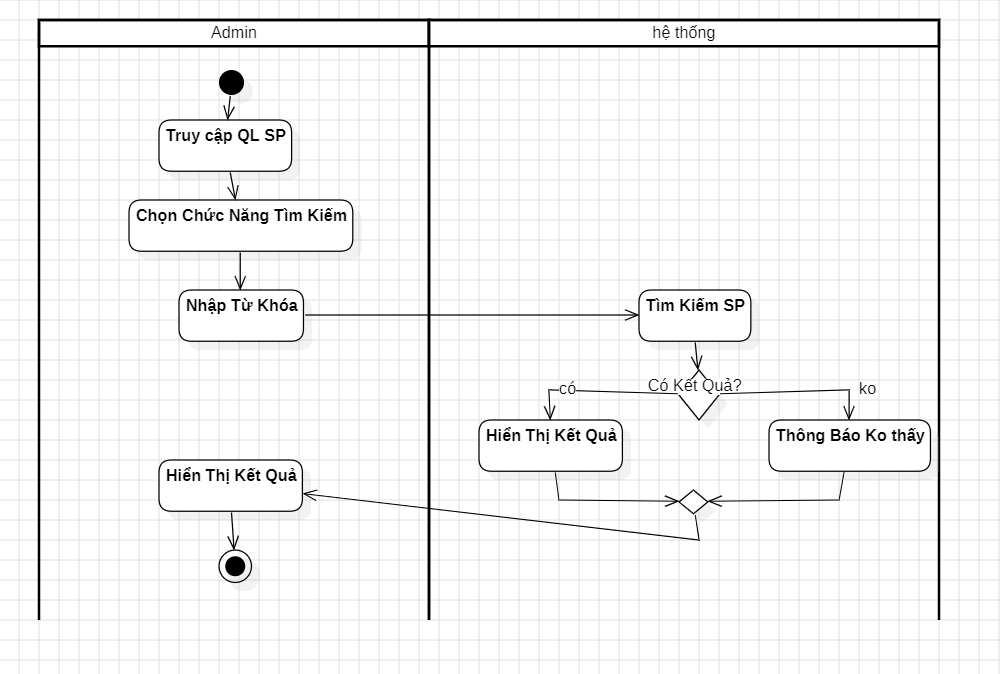 Admin
hệ thống
Truy cập QL SP
Chọn Chức Năng Tìm Kiếm
Nhập Từ Khóa
Tìm Kiếm SP
Có Kết Quả?
có
ko
Hiển Thị Kết Quả
Thông Báo Ko thấy
Hiển Thị Kết Quả